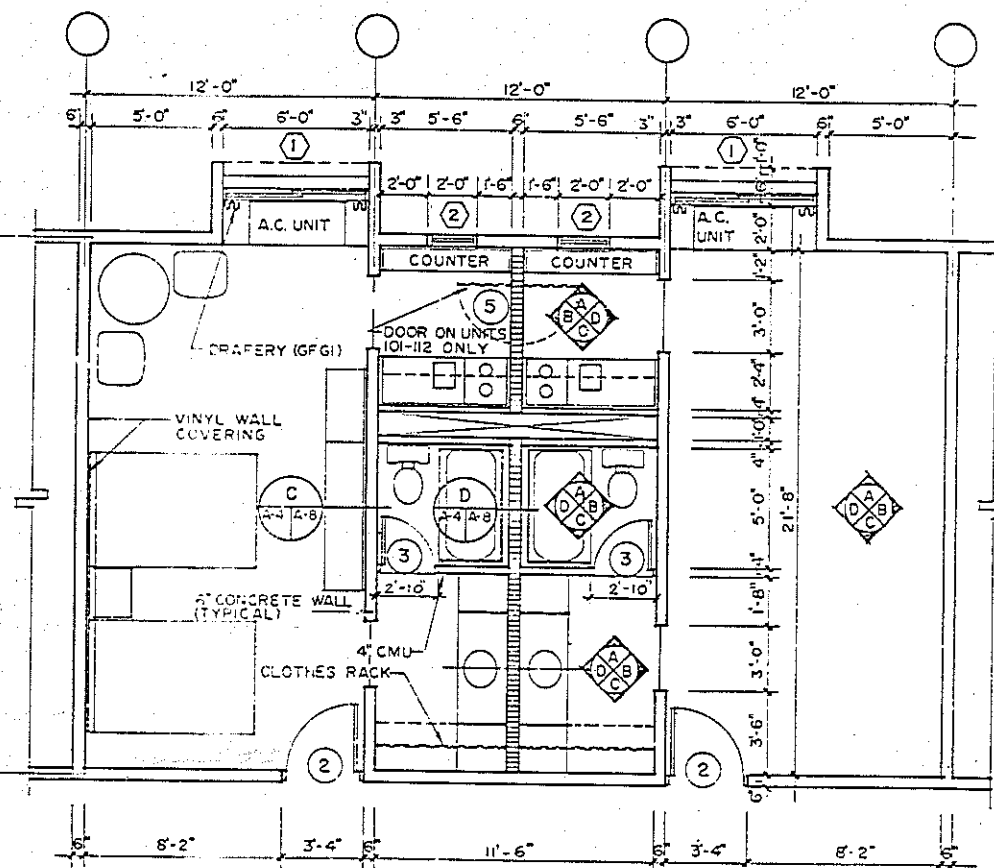 12'-0" 12'-0" 12'-0"
6" 5'-0" 6'-0" 3" 3" 5'-6" 6" 5'-6" 3" 3" 6'-0" 6" 5'-0"
1 1
1'-0"
2'-0" 2'-0" 1'-6" 1'-6" 2'-0" 2'-0"
2 2
A.C. UNIT
A.C.
UNIT
2'-0"
COUNTER COUNTER
1'-2"
5
A
B D
C
DOOR ON UNITS
101-112 ONLY
3'-0"
DRAPERY (GFGI)
2'-4"
4"
1'-0"
4"
VINYL WALL
COVERING
C
A-4 A-8
D
A-4 A-8
A
D B
C
5'-0"
21'-8"
A
D B
C
3 3
4"
2'-10" 2'-10"
1'-8"
6" CONCRETE WALL
(TYPICAL)
4" CMU
CLOTHES RACK
A
D B
C
3'-0"
3'-6"
2 2
6"
6" 8'-2" 3'-4" 6" 11'-6" 6" 3'-4" 8'-2" 6"